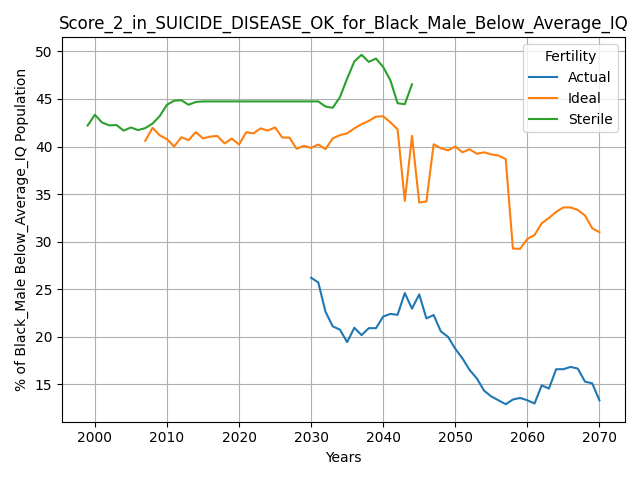 Score_2_in_SUICIDE_DISEASE_OK_for_Black_Male_Below_Average_IQ
% of Black_Male Below_Average_IQ Population
50
45
40
35
30
25
20
15
Fertility
Actual
Ideal
Sterile
2000 2010 2020 2030 2040 2050 2060 2070
Years